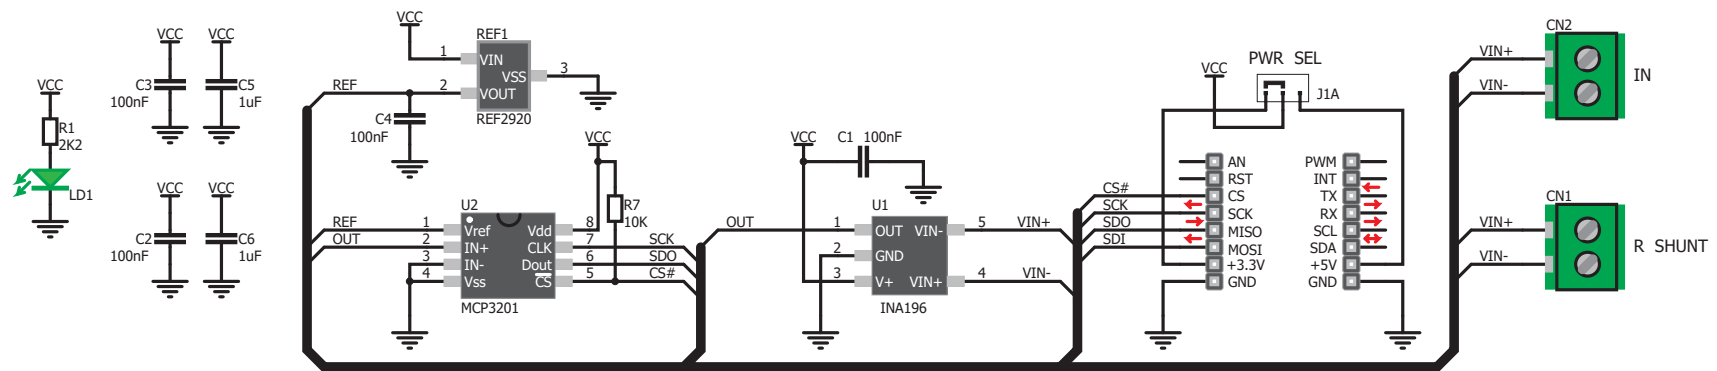 VCC
R1
2K2
LD1
VCC
C3
100nF
VCC
C5
1uF
VCC
C2
100nF
VCC
C6
1uF
VCC
REF1
1
VIN
VSS
3
REF
2
VOUT
REF2920
C4
100nF
VCC
R7
10K
U2
REF
1
Vref
Vdd
8
OUT
2
IN+
CLK
7
SCK
3
IN-
Dout
6
SDO
4
Vss
CS
5
CS#
MCP3201
VCC
C1
100nF
U1
OUT
1
OUT
VIN-
5
VIN+
2
GND
3
V+
VIN+
4
VIN-
INA196
PWR SEL
VCC
J1A
AN
PWM
RST
INT
CS#
CS
TX
SCK
SCK
RX
SDO
MISO
SCL
SDI
MOSI
SDA
+3.3V
+5V
GND
GND
CN2
VIN+
VIN-
IN
CN1
VIN+
VIN-
R SHUNT